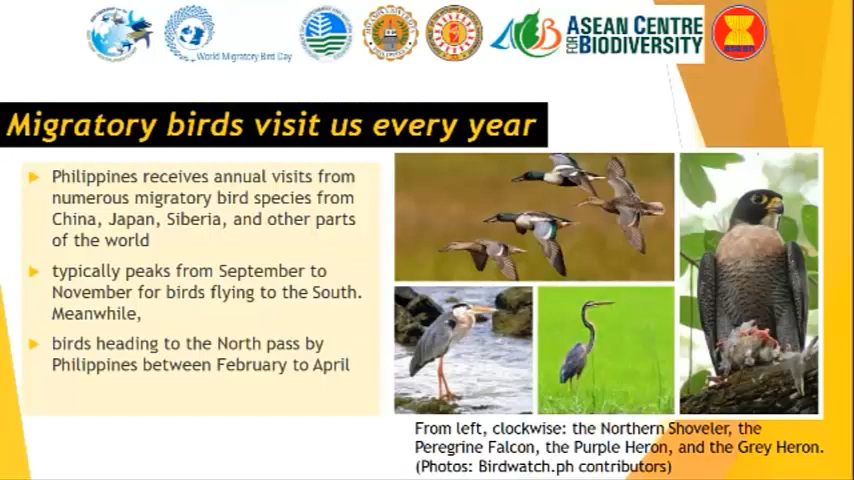 World Migratory Bird Day
ASEAN CENTRE
FOR BIODIVERSITY
asean
Migratory birds visit us every year
Philippines receives annual visits from
numerous migratory bird species from
China, Japan, Siberia, and other parts
of the world
typically peaks from September to
November for birds flying to the South.
Meanwhile,
birds heading to the North pass by
Philippines between February to April
From left, clockwise: the Northern Shoveler, the
Peregrine Falcon, the Purple Heron, and the Grey Heron.
(Photos: Birdwatch.ph contributors)